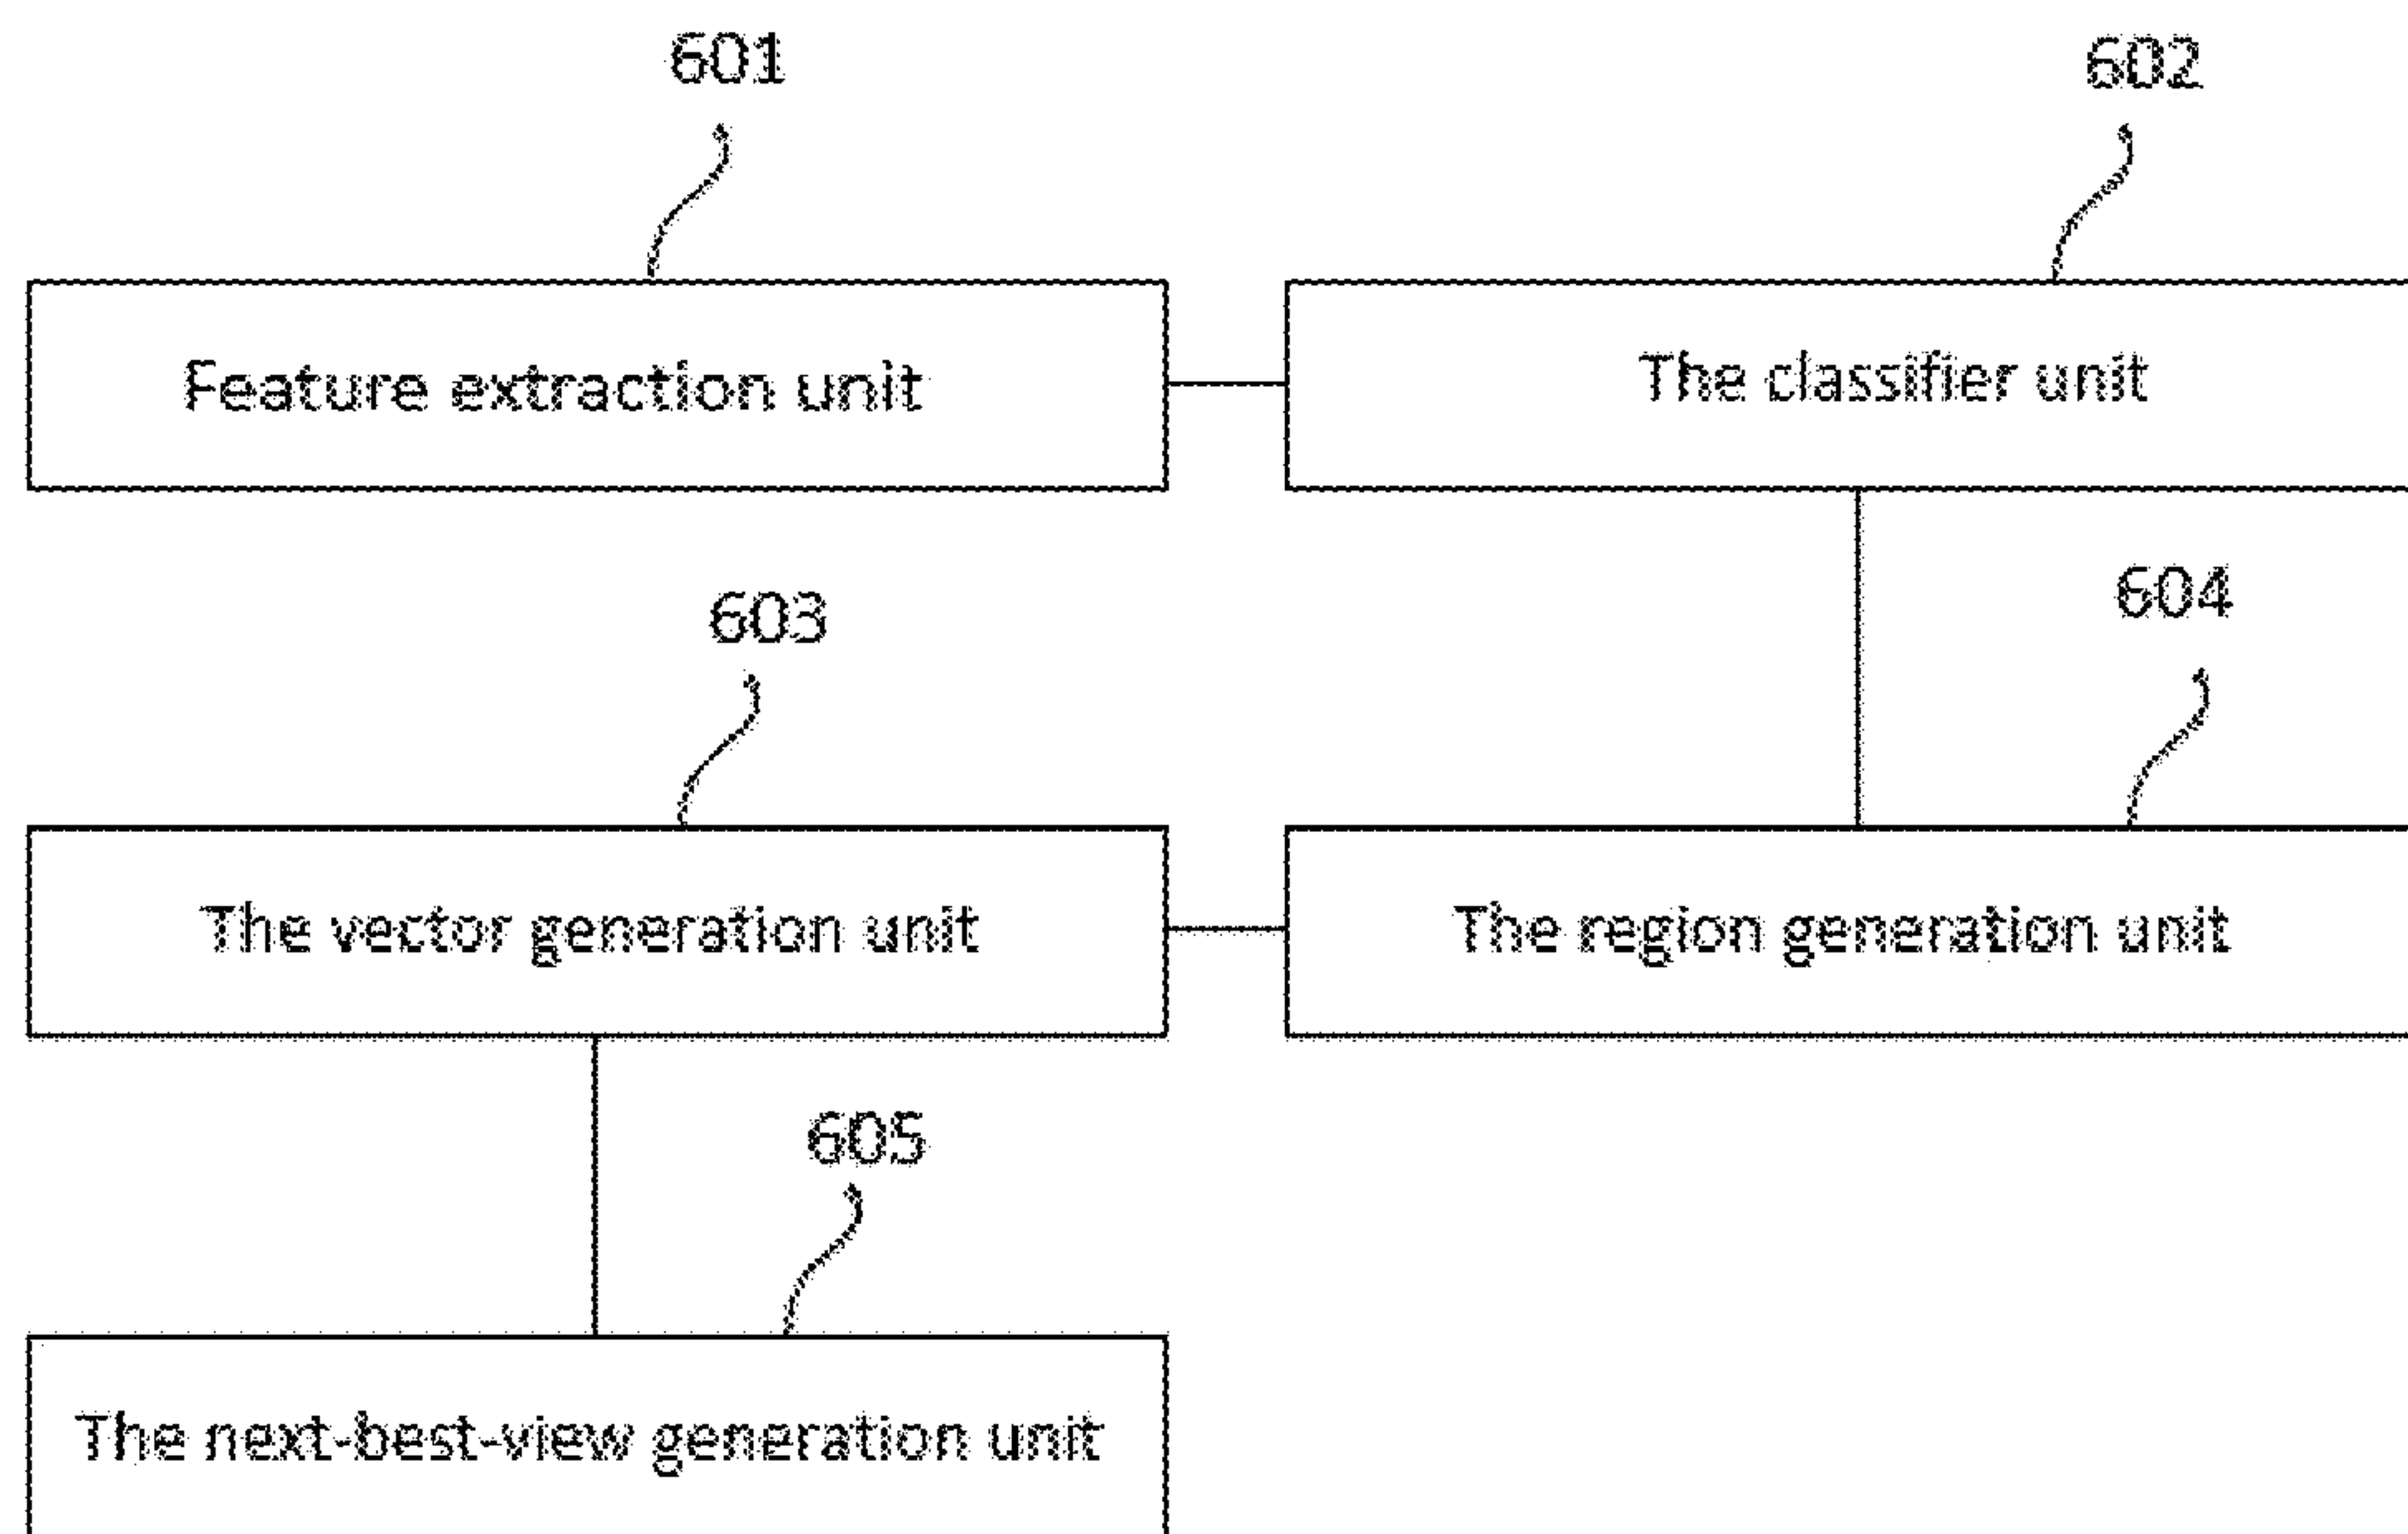 601
602
Feature extraction unit
The classifier unit
603
604
The vector generation unit
The region generation unit
605
The next-best-view generation unit